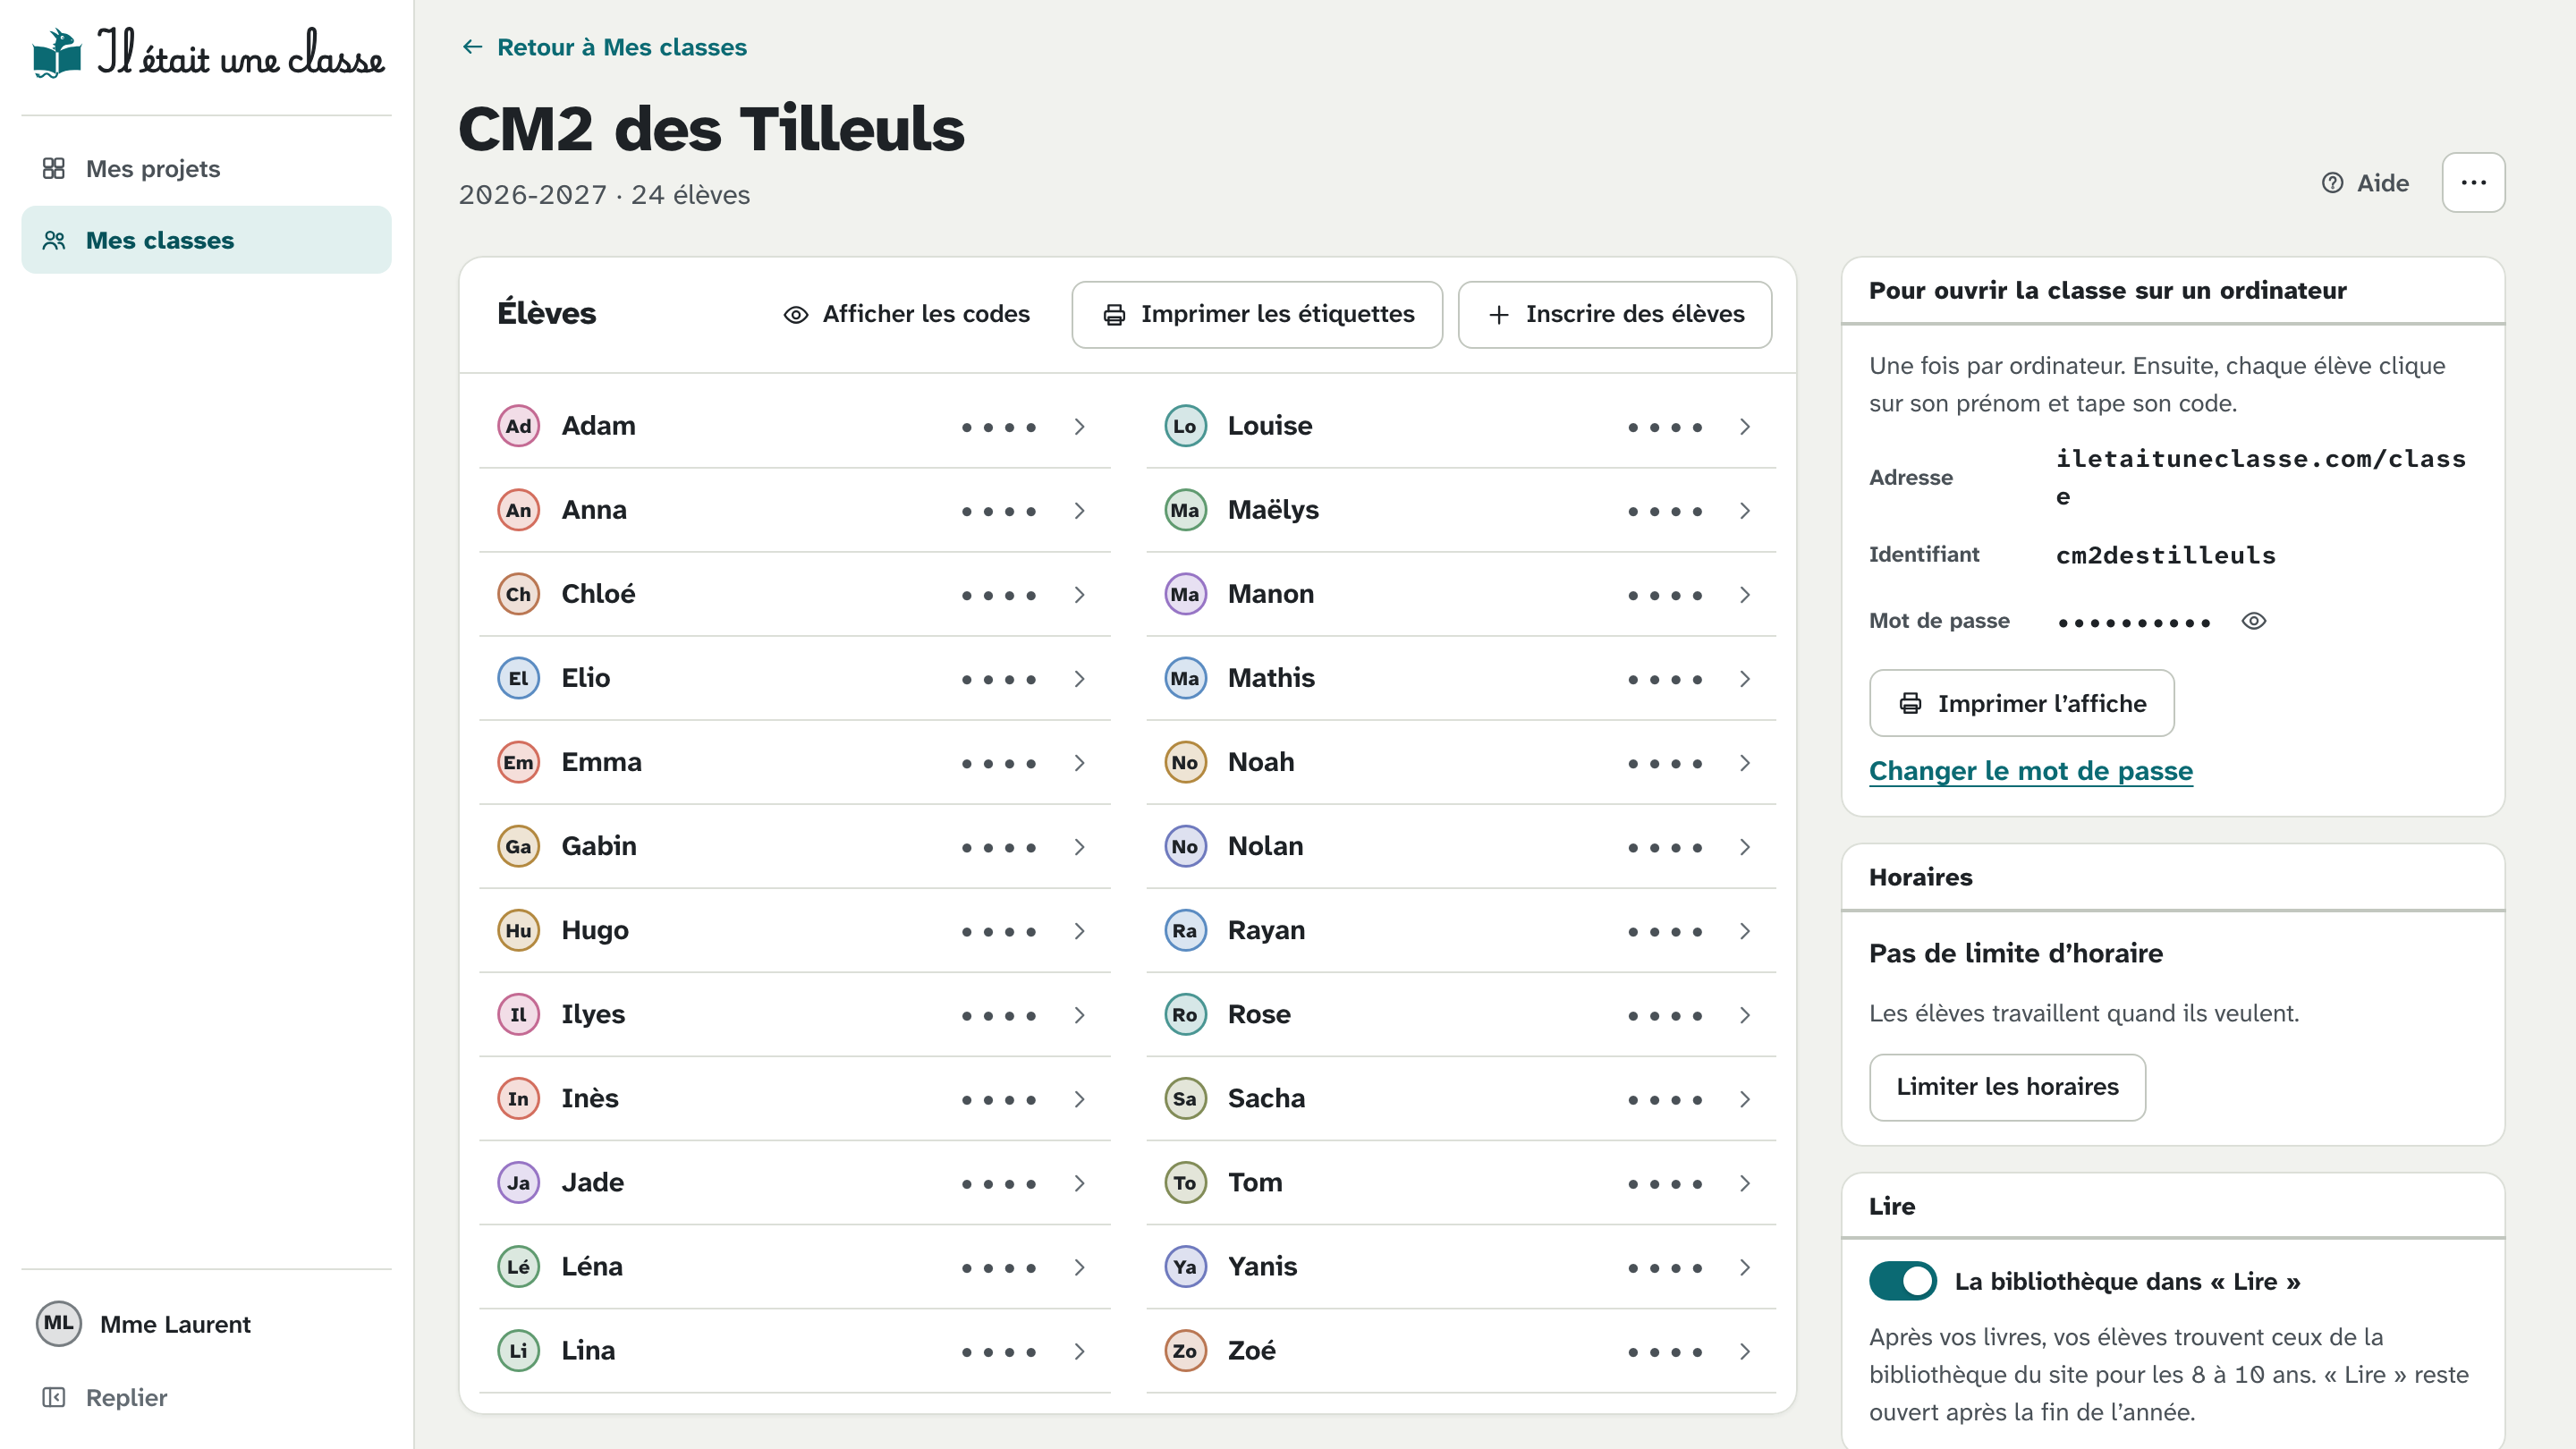 Il était une classe
Mes projets
Mes classes
ML Mme Laurent
Replier
← Retour à Mes classes
CM2 des Tilleuls
2026-2027 · 24 élèves
Aide
Élèves
Afficher les codes
Imprimer les étiquettes
+ Inscrire des élèves
Ad Adam
An Anna
Ch Chloé
El Elio
Em Emma
Ga Gabin
Hu Hugo
Il Ilyes
In Inès
Ja Jade
Lé Léna
Li Lina
Lo Louise
Ma Maëlys
Ma Manon
Ma Mathis
No Noah
No Nolan
Ra Rayan
Ro Rose
Sa Sacha
To Tom
Ya Yanis
Zo Zoé
Pour ouvrir la classe sur un ordinateur
Une fois par ordinateur. Ensuite, chaque élève clique
sur son prénom et tape son code.
Adresse iletaituneclasse.com/class
e
Identifiant cm2destilleuls
Mot de passe ••••••••••
Imprimer l’affiche
Changer le mot de passe
Horaires
Pas de limite d’horaire
Les élèves travaillent quand ils veulent.
Limiter les horaires
Lire
La bibliothèque dans « Lire »
Après vos livres, vos élèves trouvent ceux de la
bibliothèque du site pour les 8 à 10 ans. « Lire » reste
ouvert après la fin de l’année.